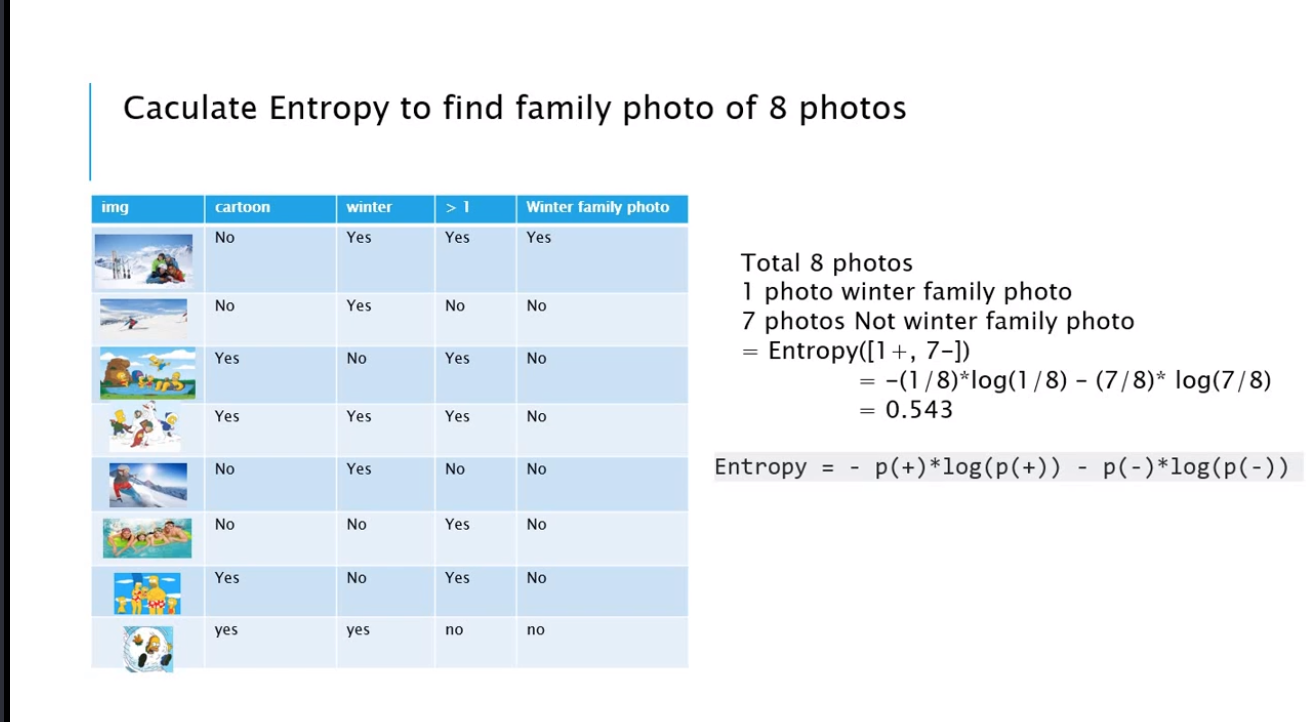 Caculate Entropy to find family photo of 8 photos
img cartoon winter > 1 Winter family photo
No Yes Yes Yes
No Yes No No
Yes No Yes No
Yes Yes Yes No
No Yes No No
No No Yes No
Yes No Yes No
yes yes no no
Total 8 photos
1 photo winter family photo
7 photos Not winter family photo
= Entropy([1+, 7-])
= -(1/8)*log(1/8) - (7/8)* log(7/8)
= 0.543
Entropy = - p(+)*log(p(+)) - p(-)*log(p(-))